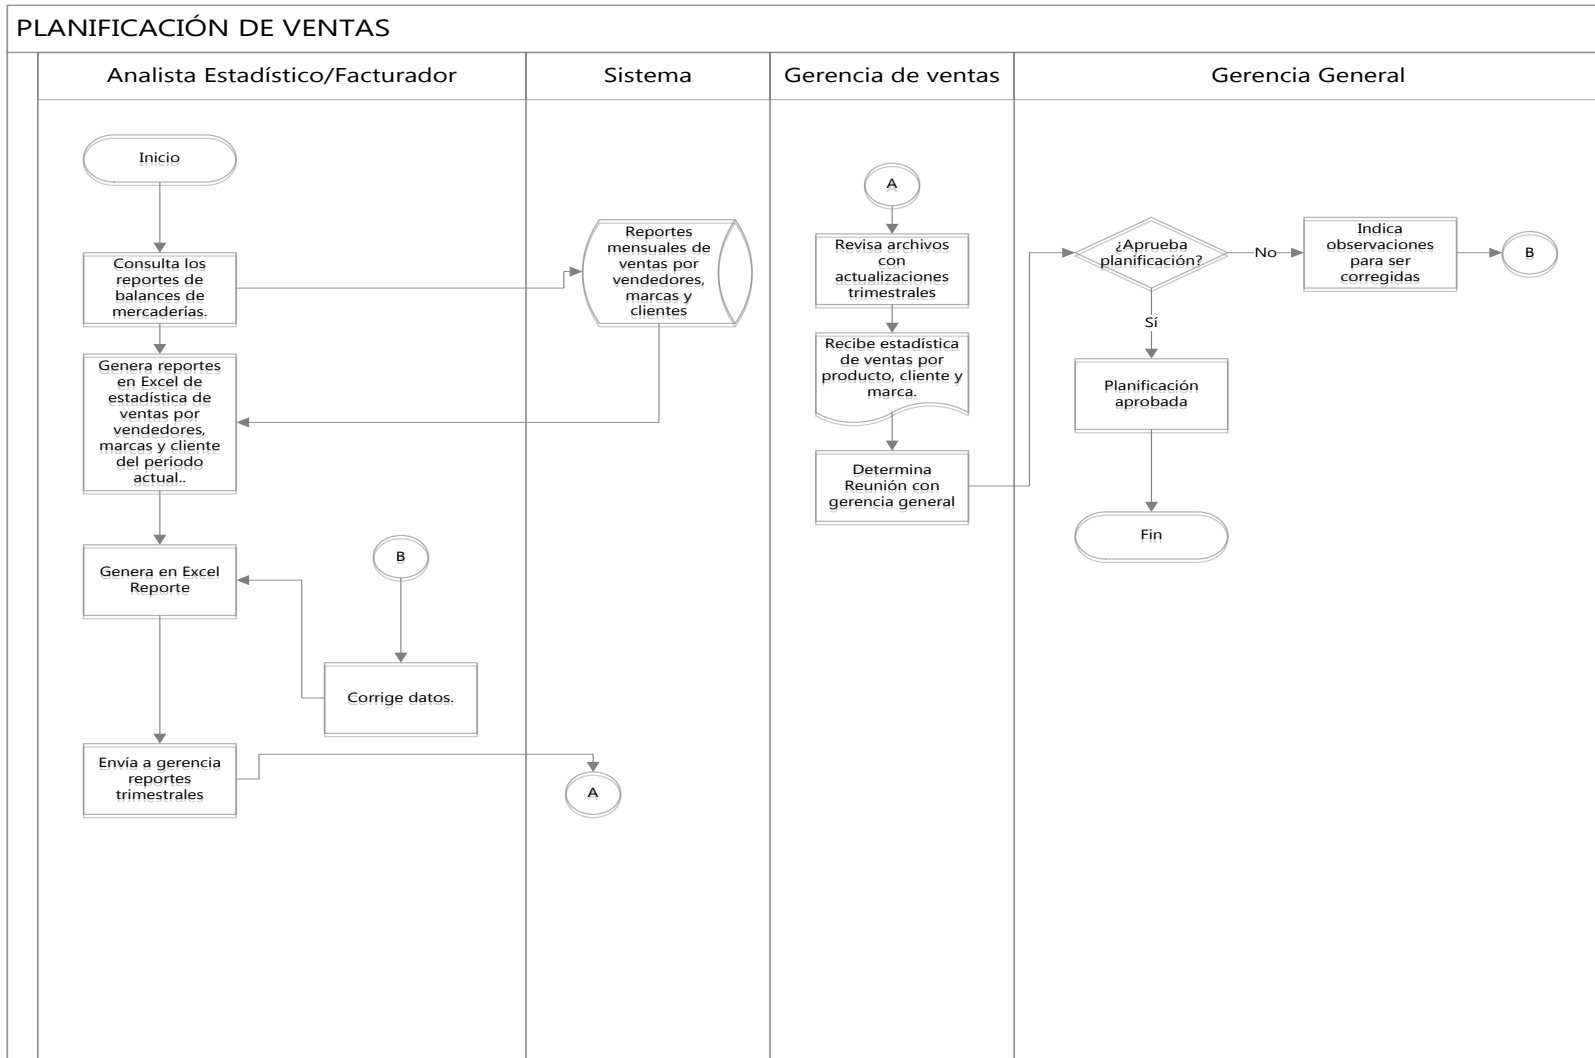 PLANIFICACIÓN DE VENTAS
Analista Estadístico/Facturador
Sistema
Gerencia de ventas
Gerencia General
Inicio
Consulta los
reportes de
balances de
mercaderías.
Genera reportes
en Excel de
estadística de
ventas por
vendedores,
marcas y cliente
del periodo
actual..
Genera en Excel
Reporte
B
Corrige datos.
Envía a gerencia
reportes
trimestrales
Reportes
mensuales de
ventas por
vendedores,
marcas y
clientes
A
A
Revisa archivos
con
actualizaciones
trimestrales
Recibe estadística
de ventas por
producto, cliente y
marca.
Determina
Reunión con
gerencia general
¿Aprueba
planificación?
No
Indica
observaciones
para ser
corregidas
B
Sí
Planificación
aprobada
Fin